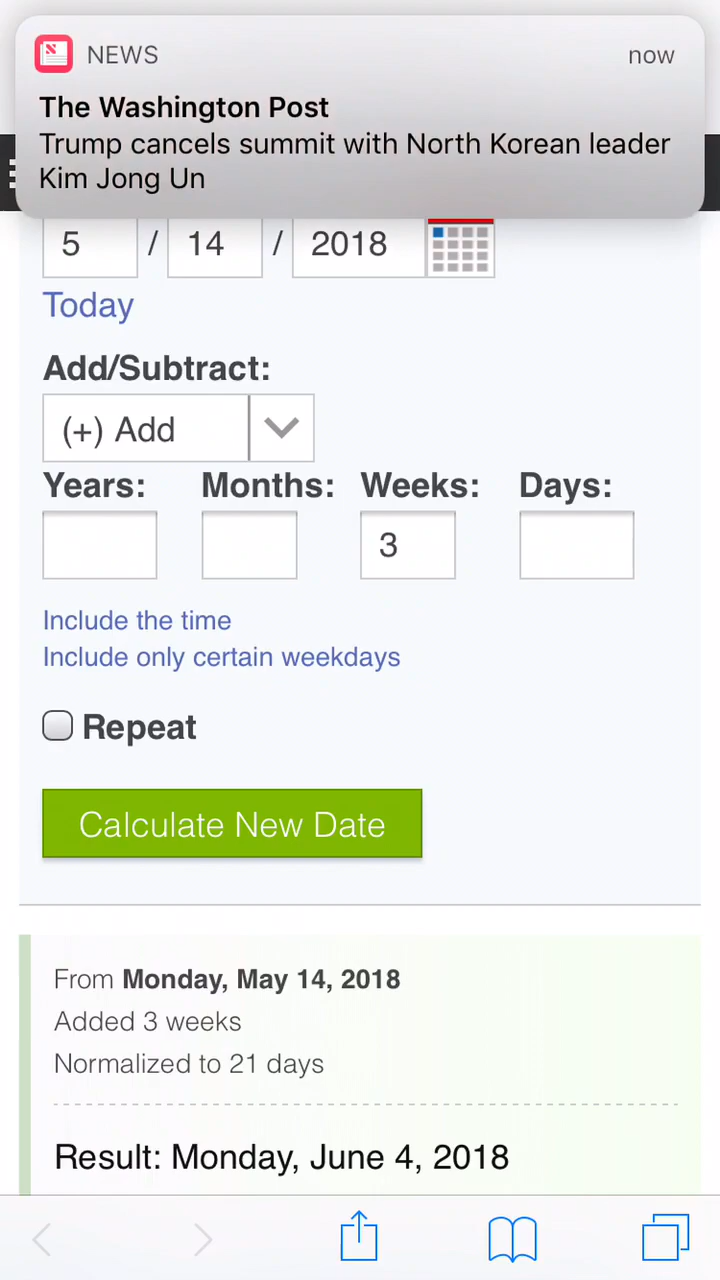 NEWS now
The Washington Post
Trump cancels summit with North Korean leader
Kim Jong Un
5 / 14 / 2018
Today
Add/Subtract:
(+) Add
Years: Months: Weeks: Days:
3
Include the time
Include only certain weekdays
Repeat
Calculate New Date
From Monday, May 14, 2018
Added 3 weeks
Normalized to 21 days
Result: Monday, June 4, 2018